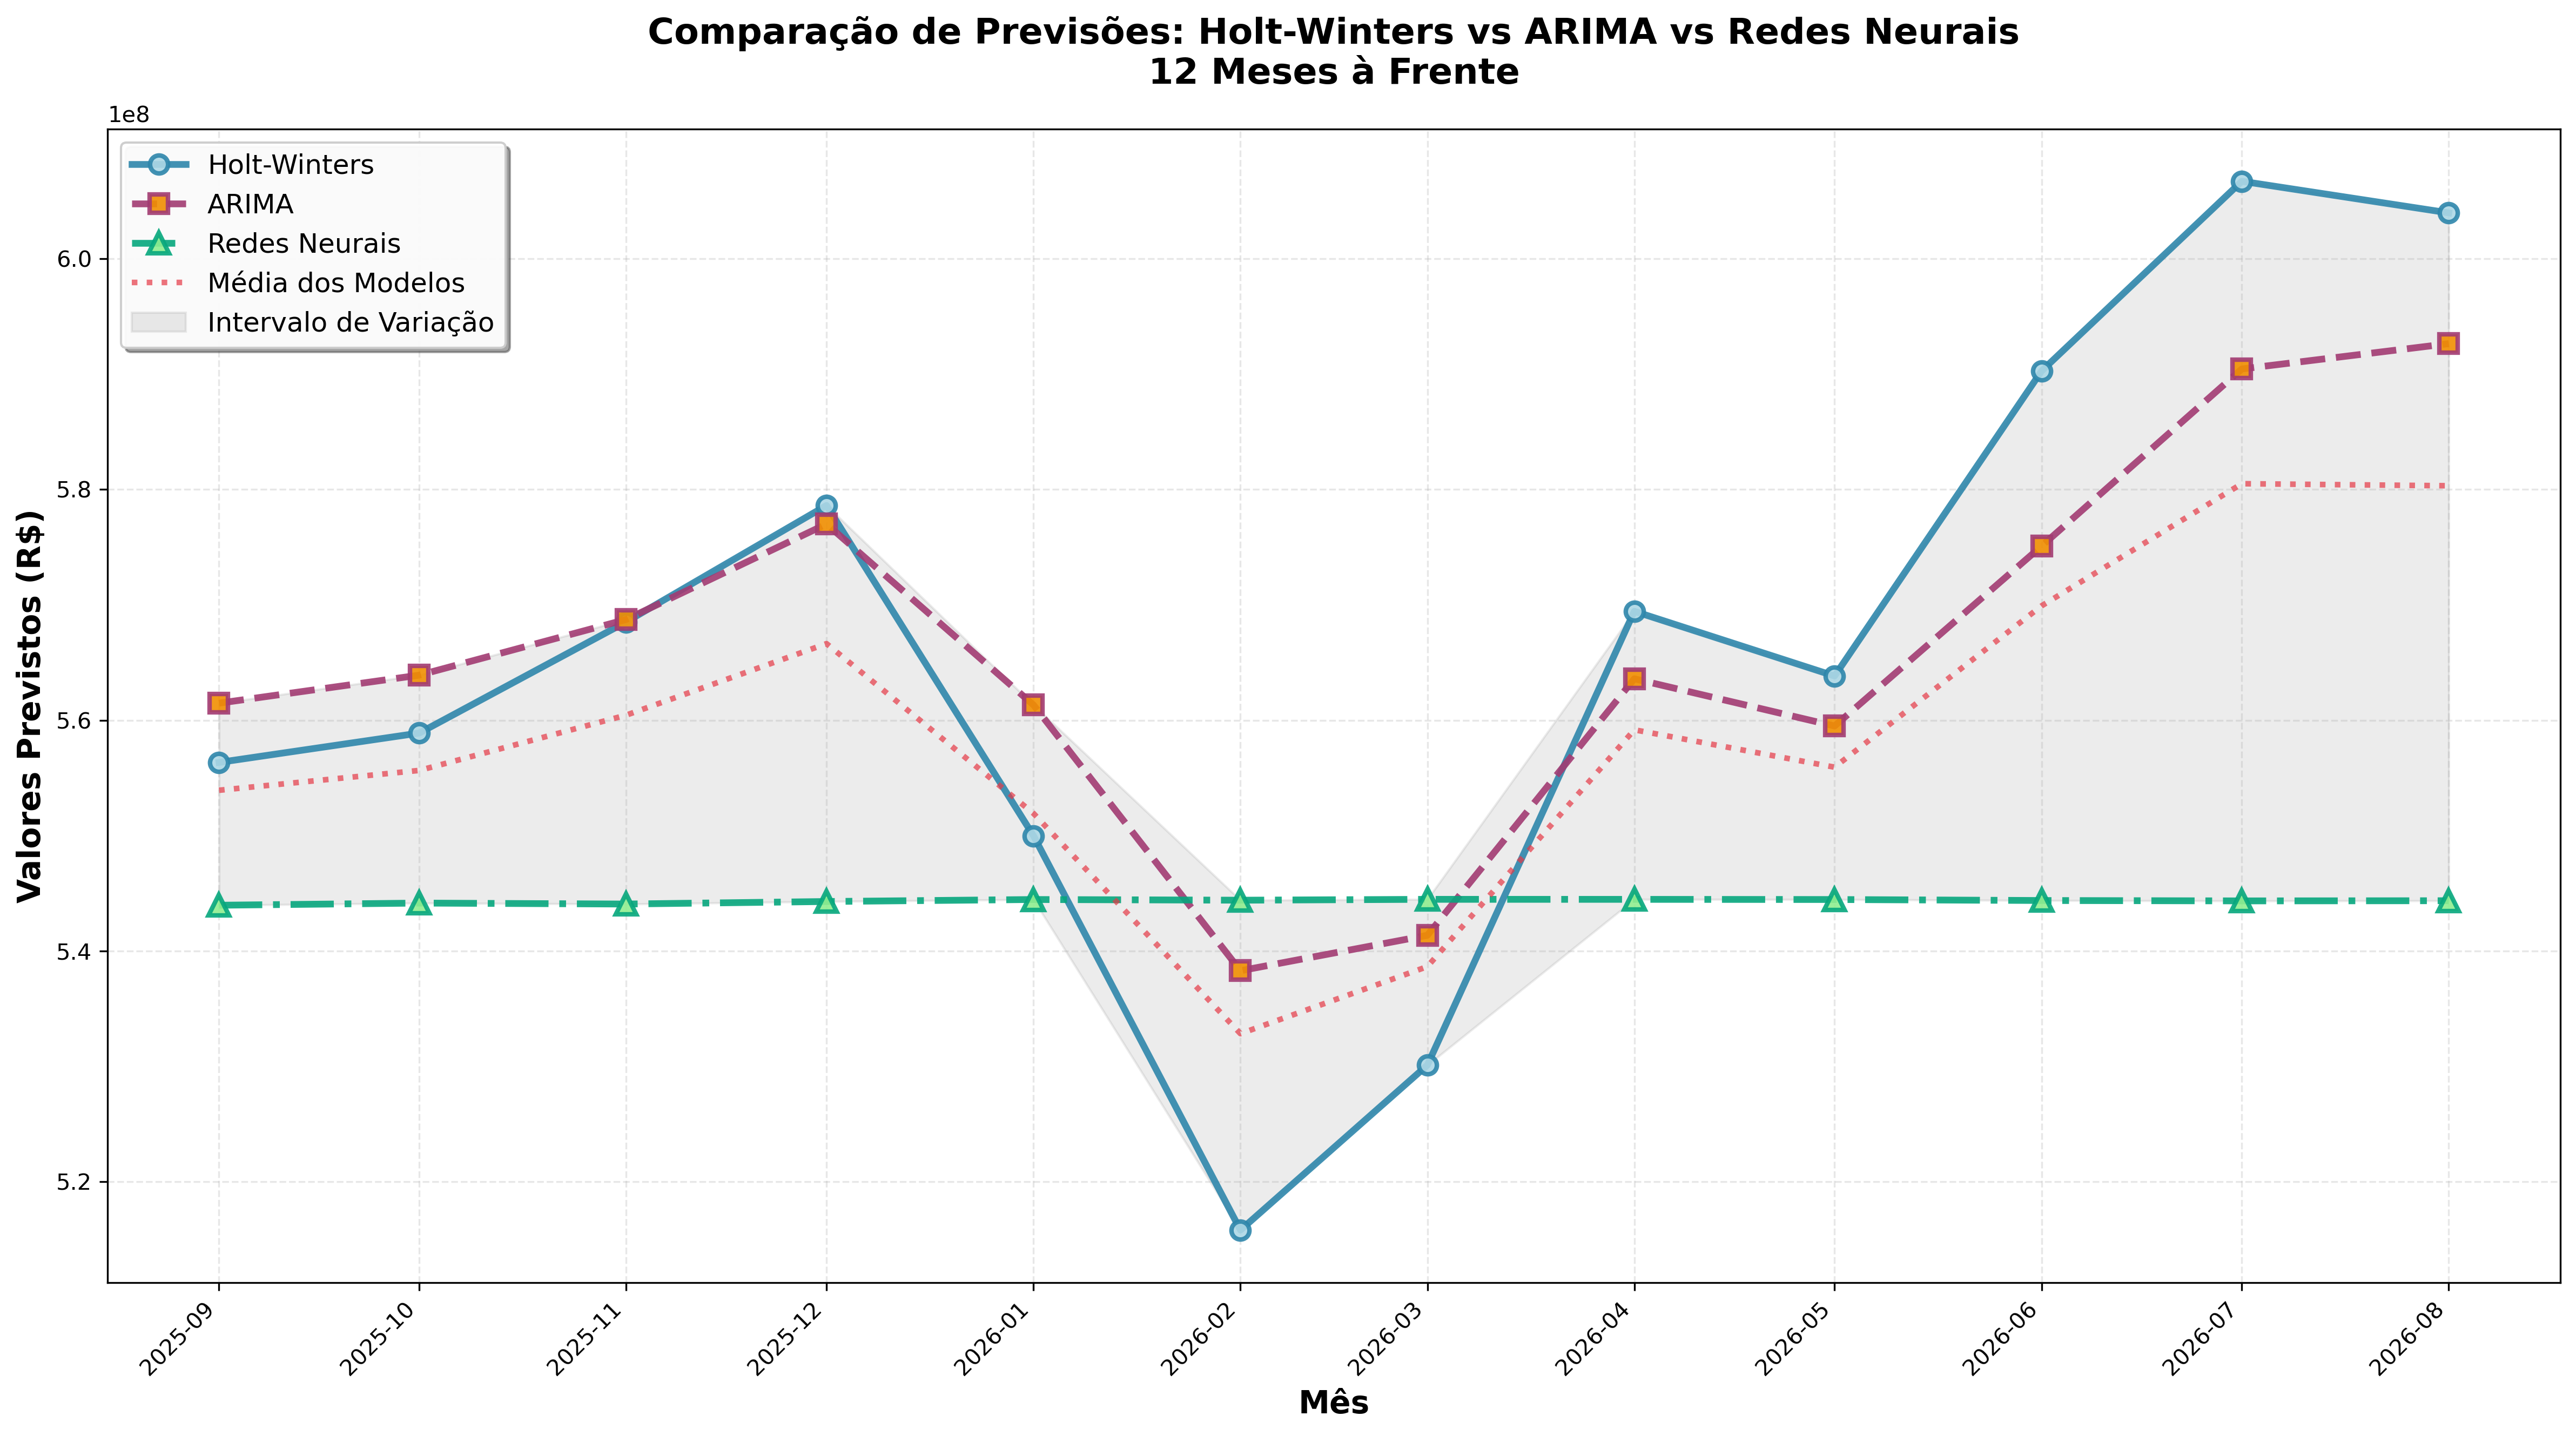 Comparação de Previsões: Holt-Winters vs ARIMA vs Redes Neurais
12 Meses à Frente
1e8
Holt-Winters
ARIMA
Redes Neurais
Média dos Modelos
Intervalo de Variação
Valores Previstos (R$)
6.0
5.8
5.6
5.4
5.2
2025-09
2025-10
2025-11
2025-12
2026-01
2026-02
2026-03
2026-04
2026-05
2026-06
2026-07
2026-08
Mês